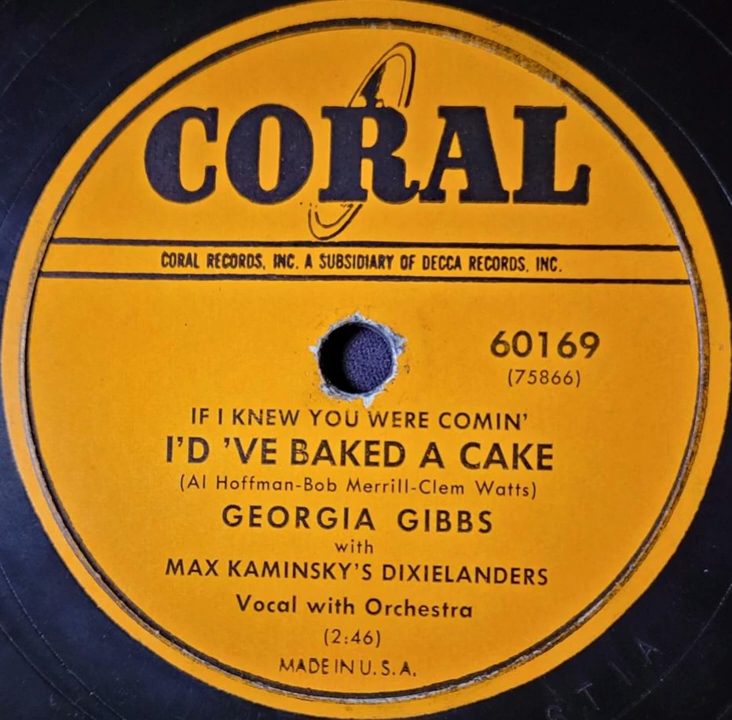 CORAL
CORAL RECORDS, INC. A SUBSIDIARY OF DECCA RECORDS, INC.
60169
(75866)
IF I KNEW YOU WERE COMIN'
I'D 'VE BAKED A CAKE
(Al Hoffman-Bob Merrill-Clem Watts)
GEORGIA GIBBS
with
MAX KAMINSKY'S DIXIELANDERS
Vocal with Orchestra
(2:46)
MADE IN U.S.A.